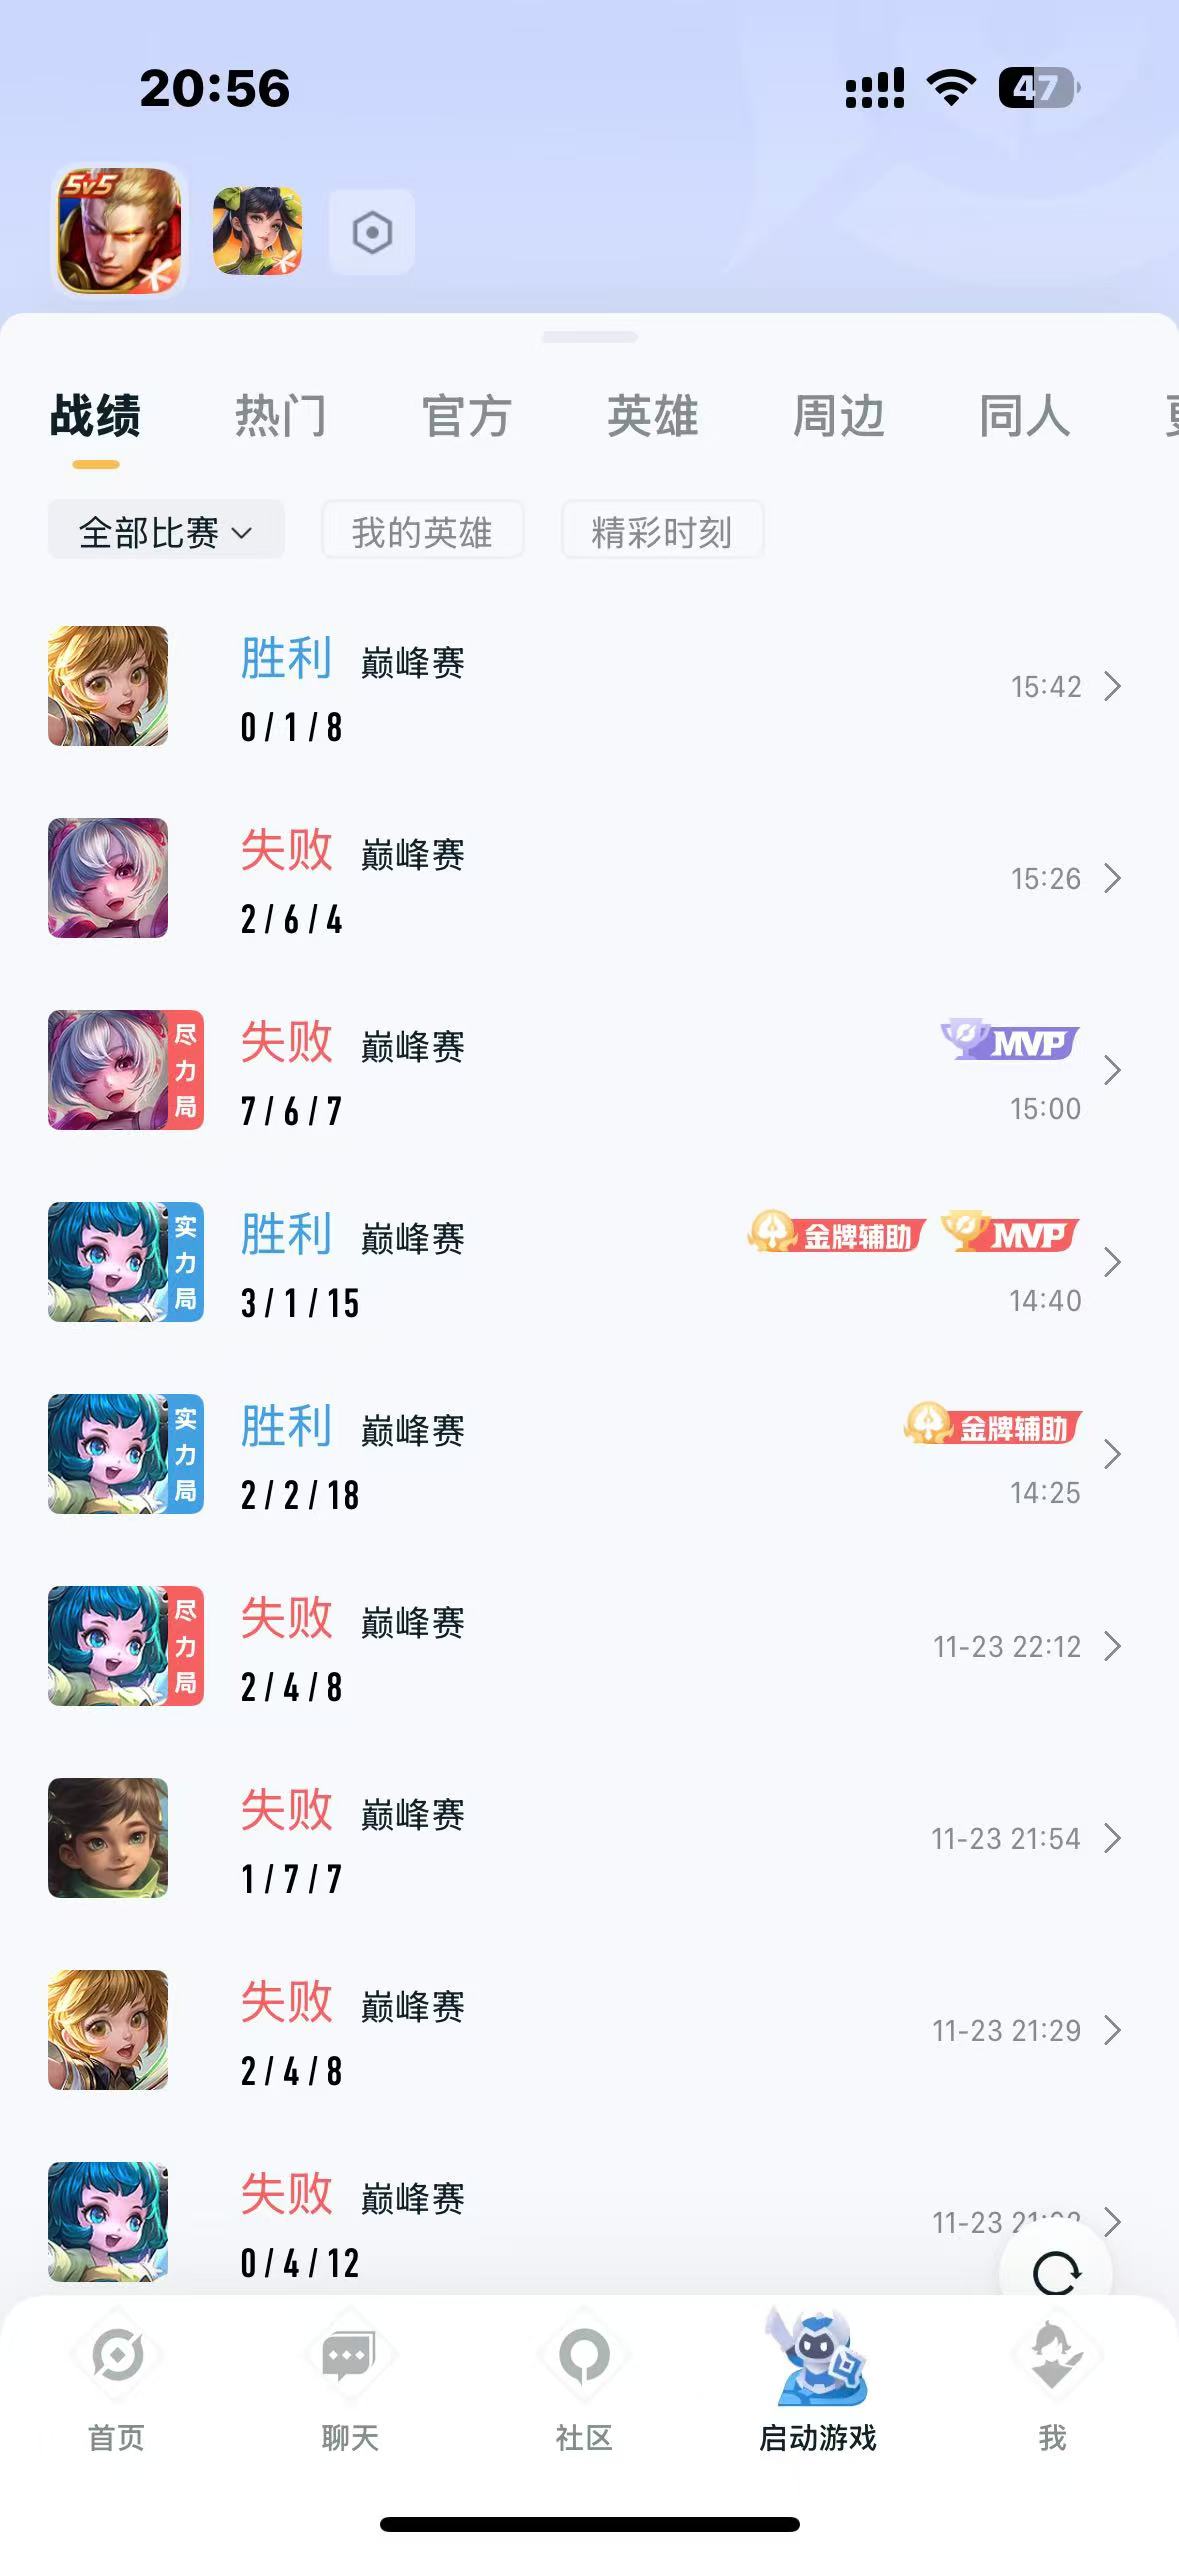 20:56
47
5v5
战绩 热门 官方 英雄 周边 同人
全部比赛 我的英雄 精彩时刻
胜利 巅峰赛
0 / 1 / 8
15:42
失败 巅峰赛
2 / 6 / 4
15:26
尽力局
失败 巅峰赛
7 / 6 / 7
MVP
15:00
实力局
胜利 巅峰赛
3 / 1 / 15
金牌辅助 MVP
14:40
实力局
胜利 巅峰赛
2 / 2 / 18
金牌辅助
14:25
尽力局
失败 巅峰赛
2 / 4 / 8
11-23 22:12
失败 巅峰赛
1 / 7 / 7
11-23 21:54
失败 巅峰赛
2 / 4 / 8
11-23 21:29
失败 巅峰赛
0 / 4 / 12
11-23
首页 聊天 社区 启动游戏 我